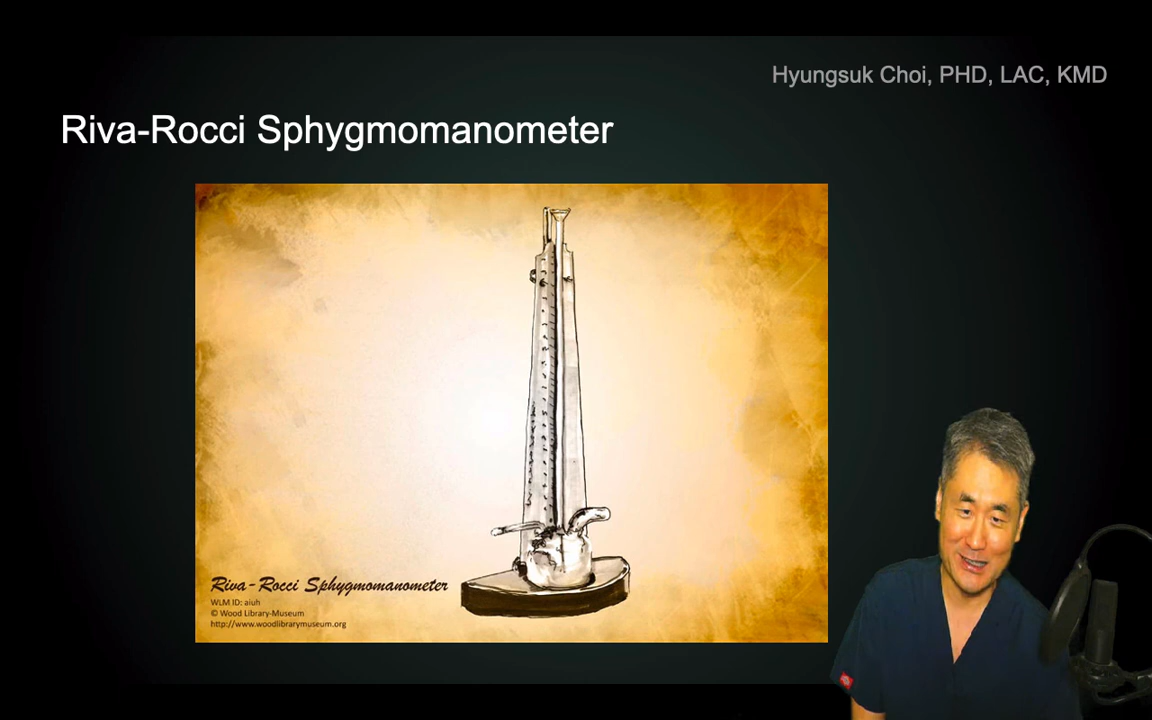 Hyungsuk Choi, PHD, LAC, KMD
Riva-Rocci Sphygmomanometer
Riva-Rocci Sphygmomanometer
WLM ID: aiuh
© Wood Library-Museum
http://www.woodlibrarymuseum.org